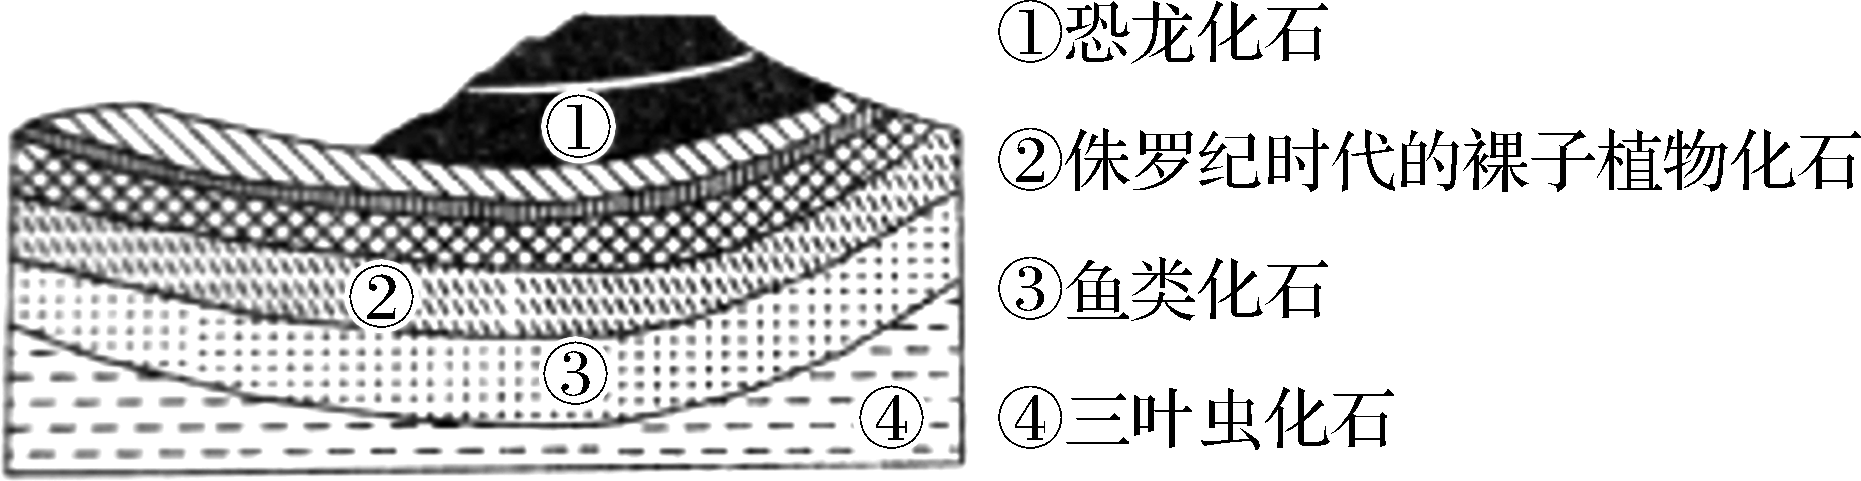 ①
②
③
④
①恐龙化石
②侏罗纪时代的裸子植物化石
③鱼类化石
④三叶虫化石